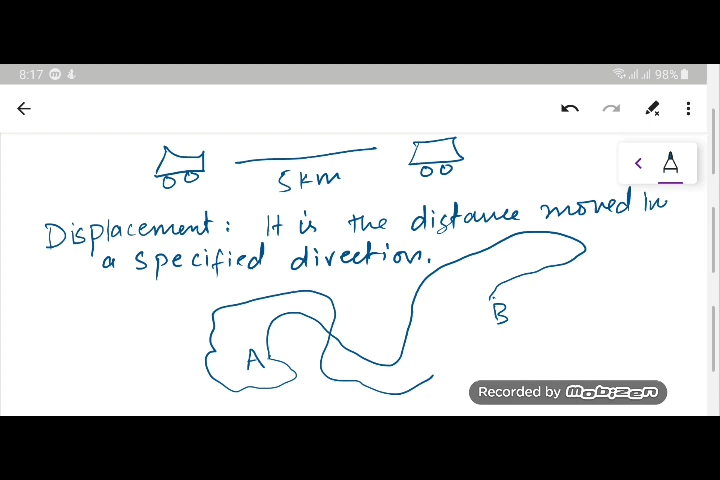 8:17 98%
5km
Displacement: It is the distance moved in
a specified direction.
A
B
Recorded by mobizen